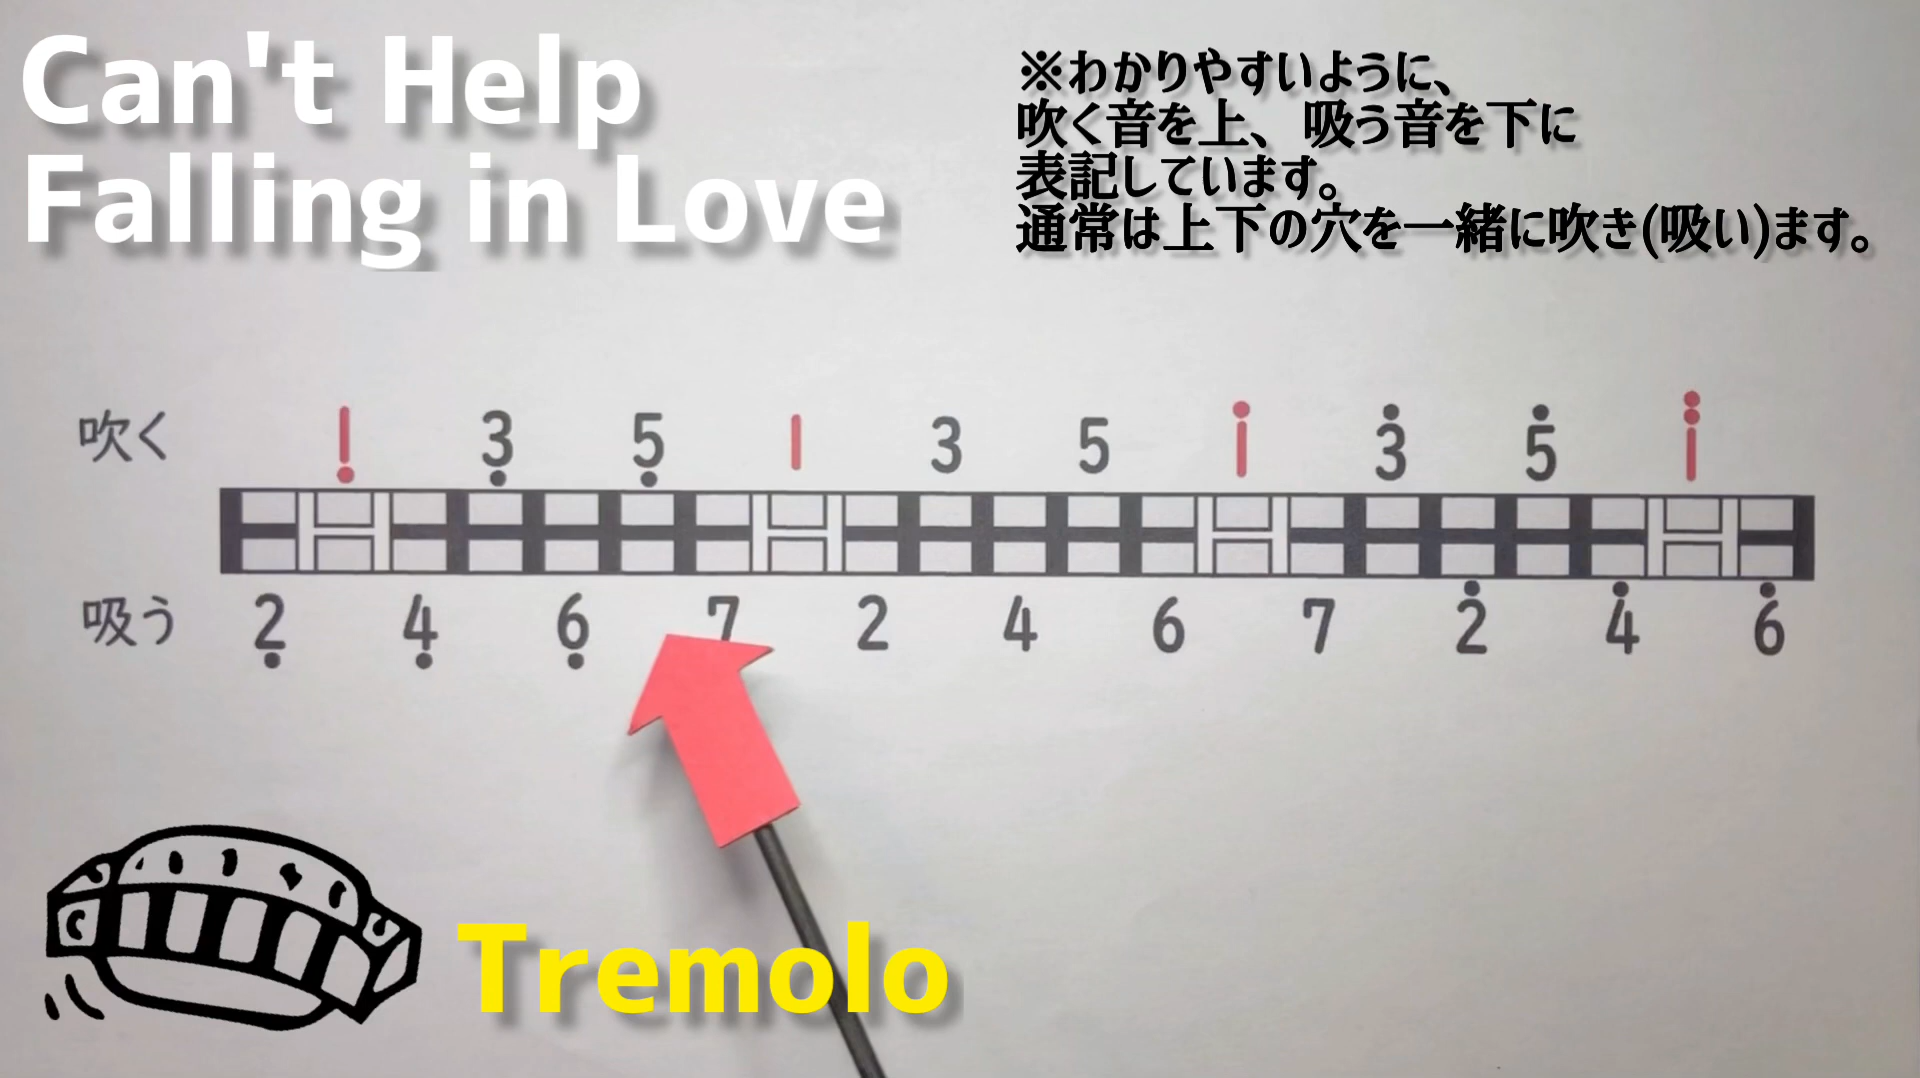 Can't Help
Falling in Love
※わかりやすいように、
吹く音を上、吸う音を下に
表記しています。
通常は上下の穴を一緒に吹き(吸い)ます。
吹く 1̣ 3̣ 5̣ 1 3 5 1̇ 3̇ 5̇ 1̈
吸う 2̣ 4̣ 6̣ 7 2 4 6 7 2̇ 4̇ 6̇
Tremolo